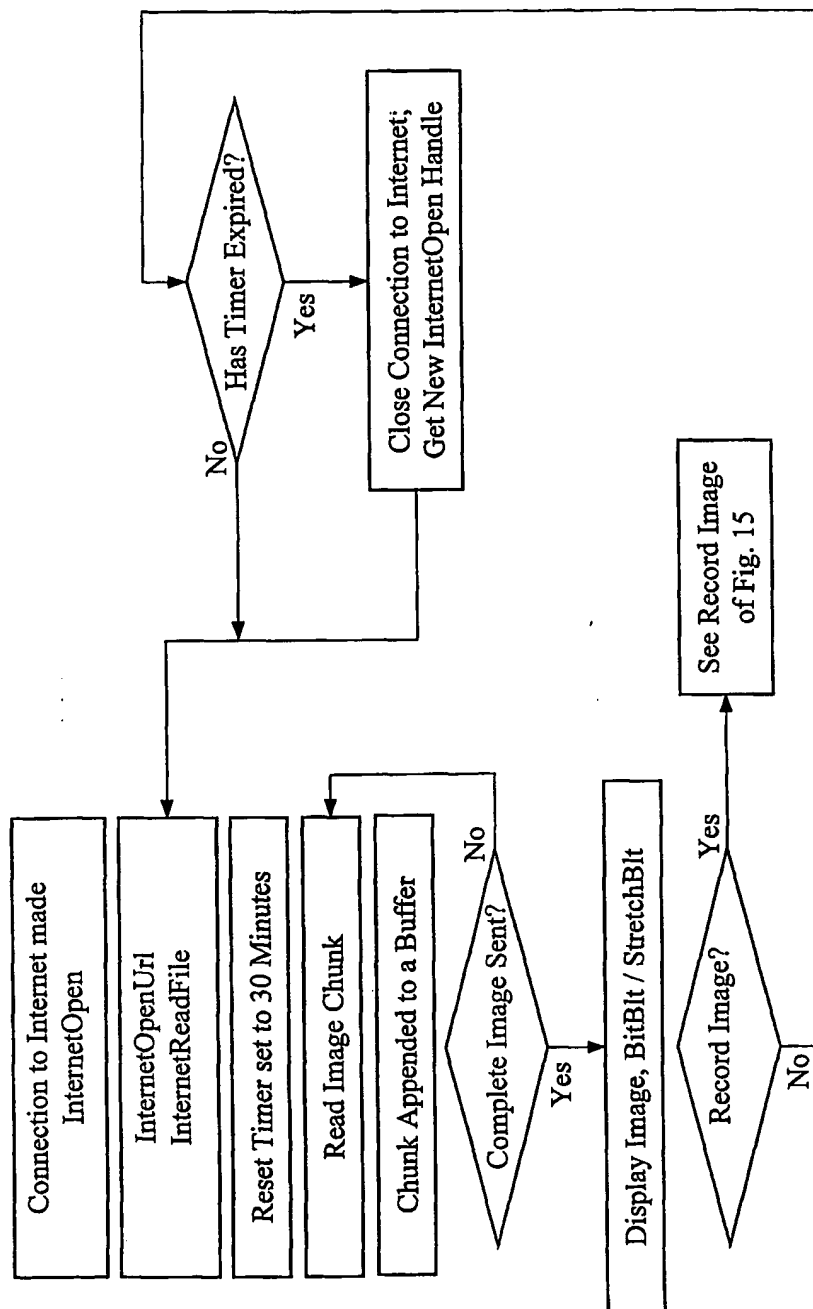 Connection to Internet made
InternetOpen
InternetOpenUrl
InternetReadFile
Reset Timer set to 30 Minutes
Read Image Chunk
Chunk Appended to a Buffer
Complete Image Sent?
No
Yes
Display Image, BitBlt / StretchBlt
Record Image?
Yes
No
See Record Image
of Fig. 15
Has Timer Expired?
No
Yes
Close Connection to Internet;
Get New InternetOpen Handle